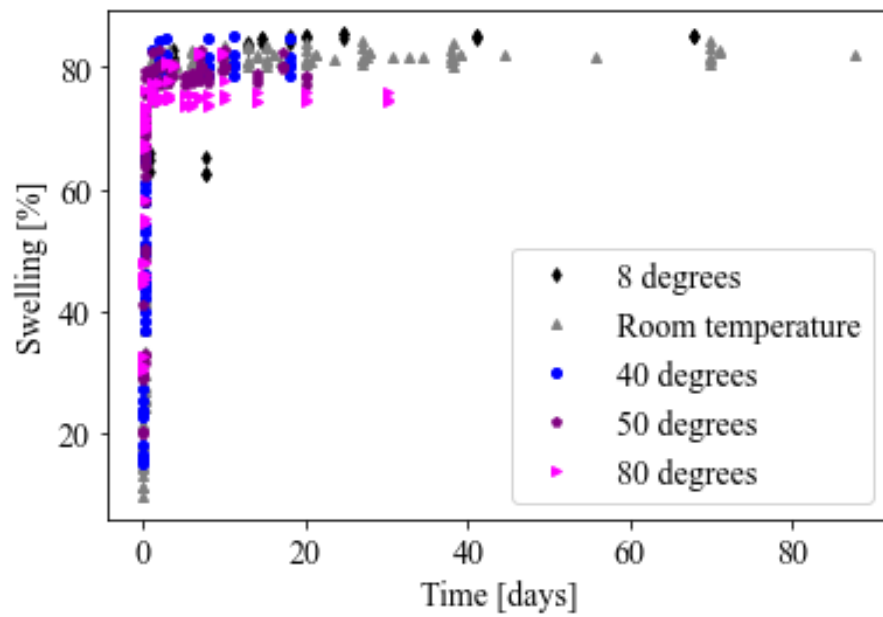 80
60
40
20
Swelling [%]
8 degrees
Room temperature
40 degrees
50 degrees
80 degrees
0 20 40 60 80
Time [days]